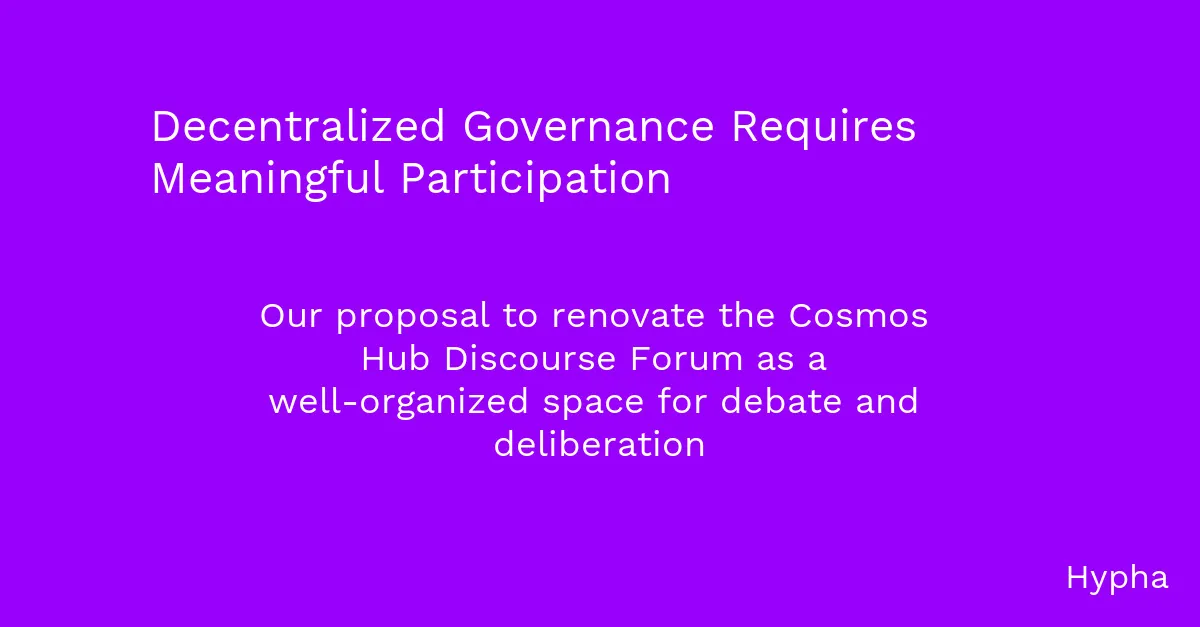 Decentralized Governance Requires
Meaningful Participation
Our proposal to renovate the Cosmos
Hub Discourse Forum as a
well-organized space for debate and
deliberation
Hypha